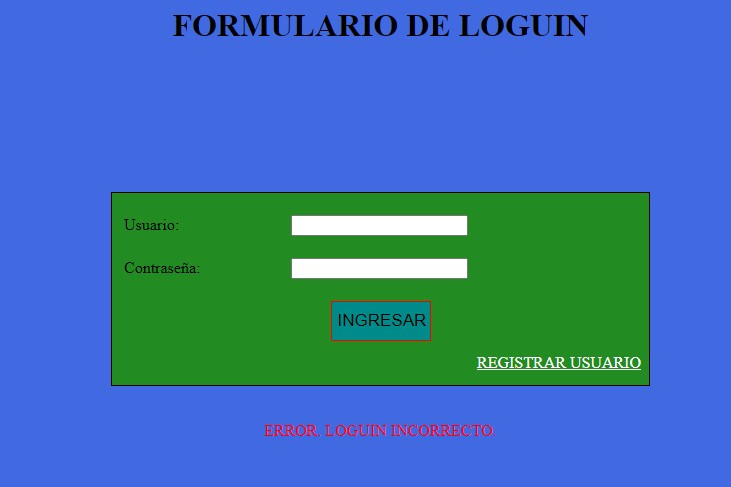 FORMULARIO DE LOGUIN
Usuario:
Contraseña:
INGRESAR
REGISTRAR USUARIO
ERROR. LOGUIN INCORRECTO.